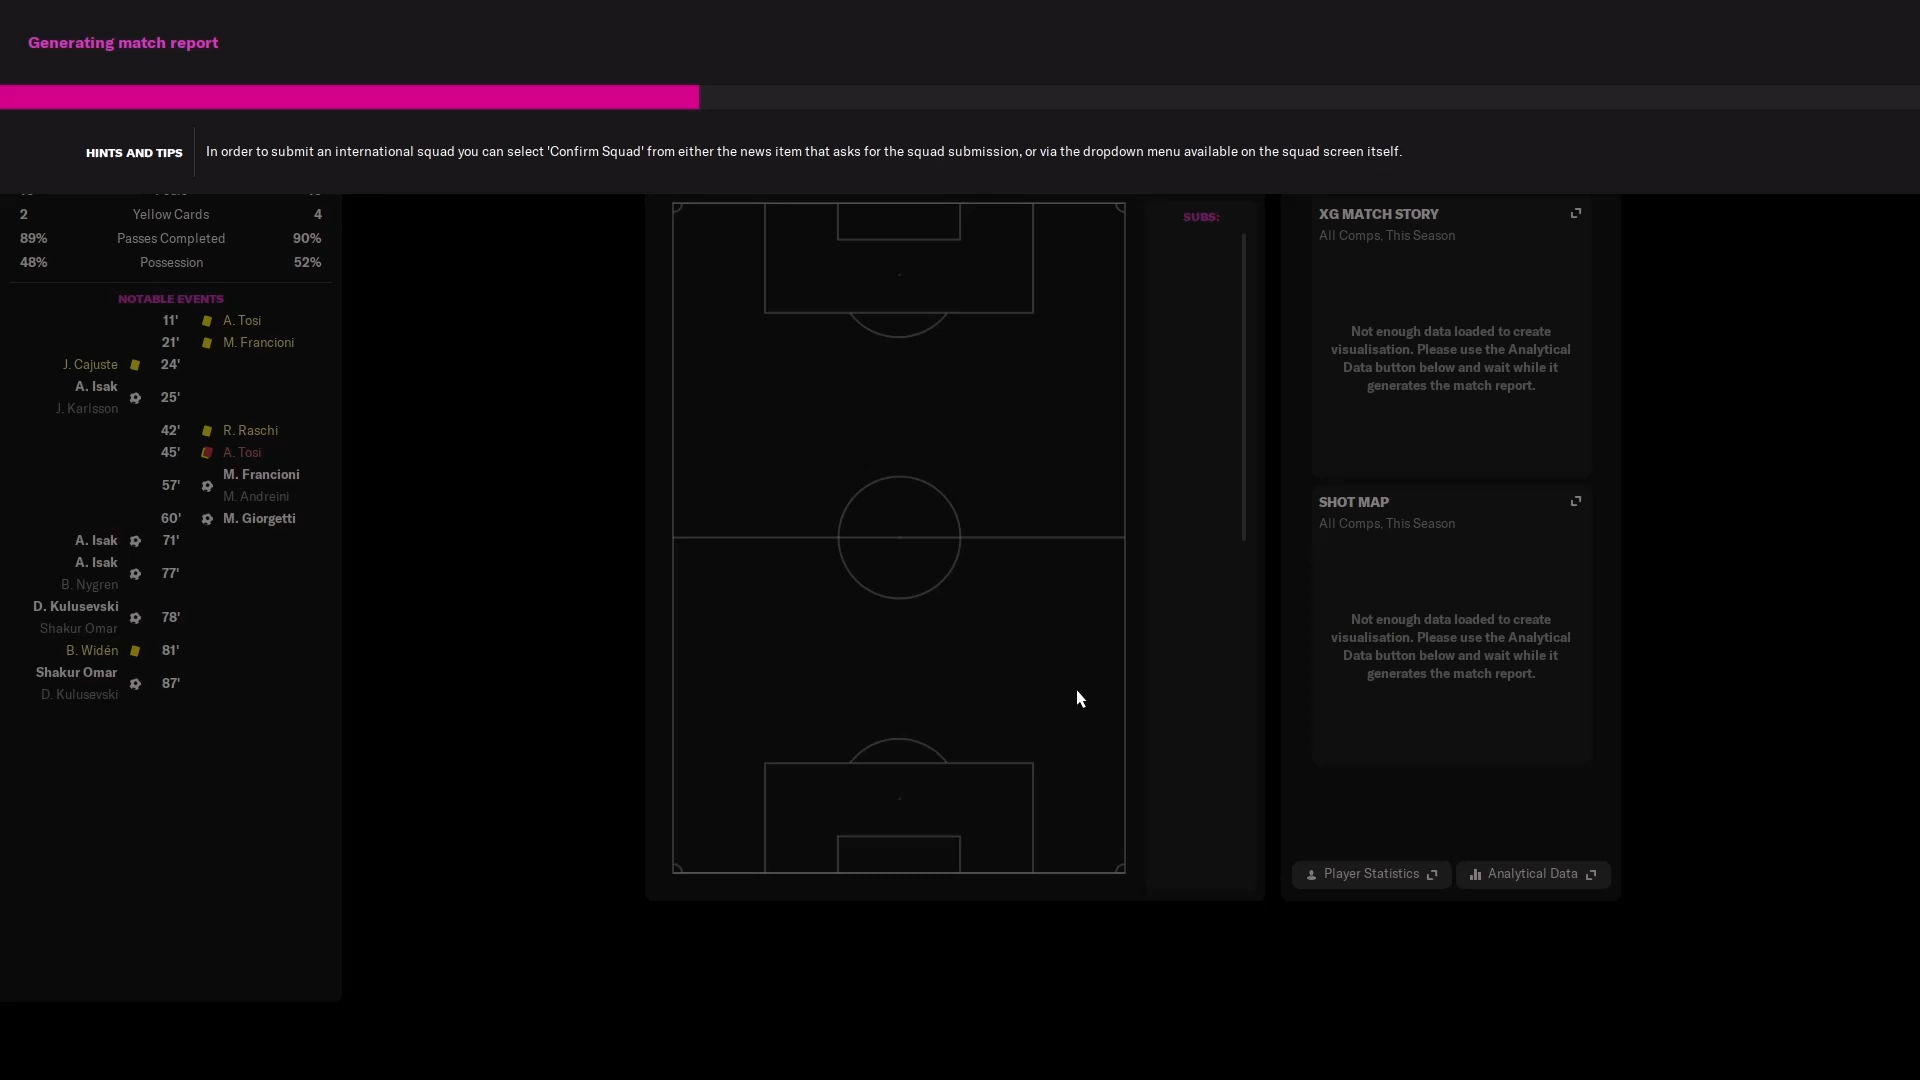 Generating match report
HINTS AND TIPS
In order to submit an international squad you can select 'Confirm Squad' from either the news item that asks for the squad submission, or via the dropdown menu available on the squad screen itself.
2 Yellow Cards 4
89% Passes Completed 90%
48% Possession 52%
NOTABLE EVENTS
11' A. Tosi
21' M. Francioni
J. Cajuste 24'
A. Isak
J. Karlsson
25'
42' R. Raschi
45' A. Tosi
57'
M. Francioni
M. Andreini
60' M. Giorgetti
A. Isak 71'
A. Isak
B. Nygren
77'
D. Kulusevski
Shakur Omar
78'
B. Widén 81'
Shakur Omar
D. Kulusevski
87'
SUBS:
XG MATCH STORY
All Comps, This Season
Not enough data loaded to create
visualisation. Please use the Analytical
Data button below and wait while it
generates the match report.
SHOT MAP
All Comps, This Season
Not enough data loaded to create
visualisation. Please use the Analytical
Data button below and wait while it
generates the match report.
Player Statistics
Analytical Data